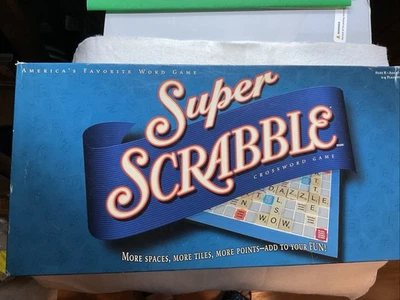 AMERICA'S FAVORITE WORD GAME
Super
SCRABBLE
CROSSWORD GAME
DAZZLE
WOW
MORE SPACES, MORE TILES, MORE POINTS—ADD TO YOUR FUN!